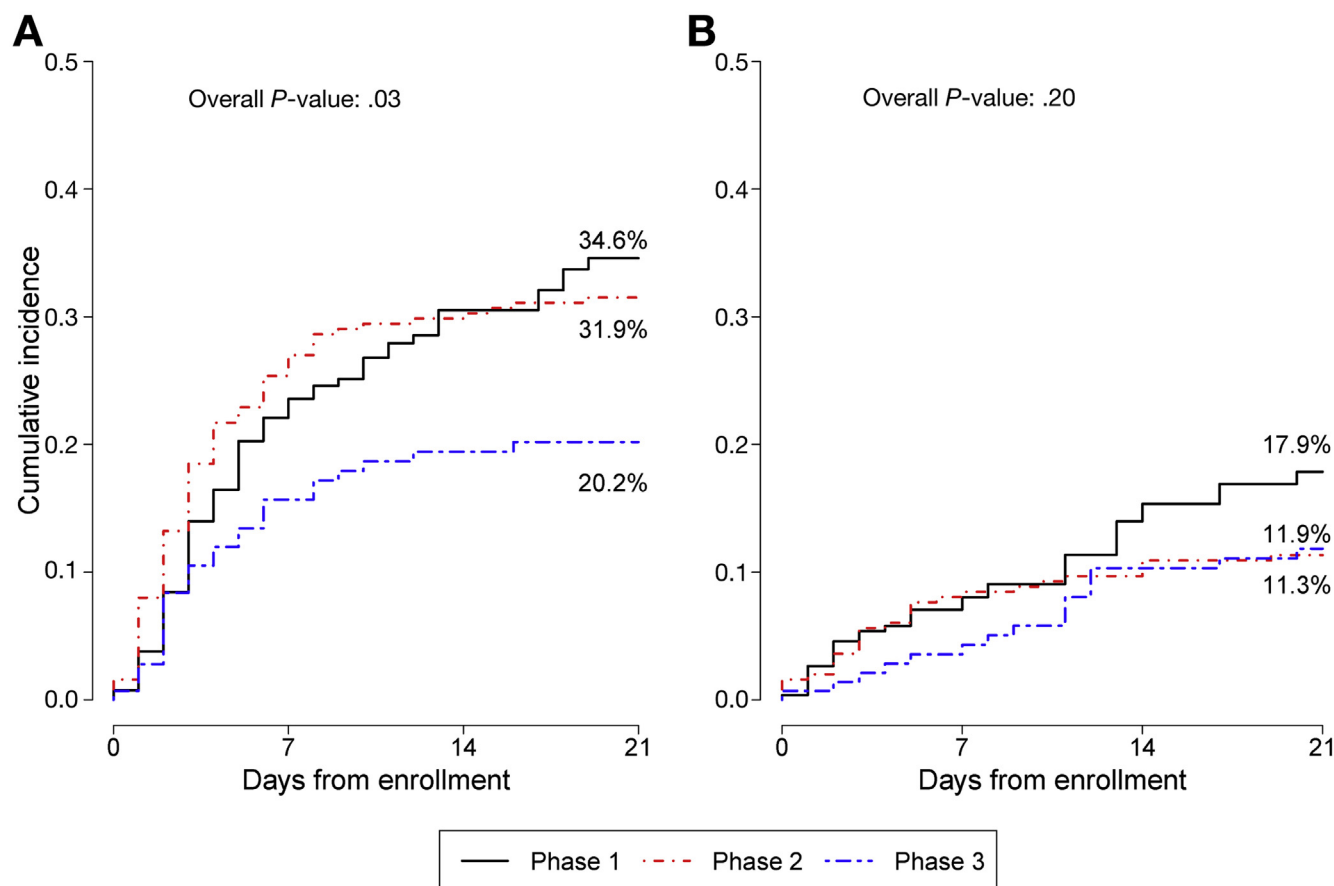 A
0.5
Overall P-value: .03
0.4
0.3
0.2
0.1
0.0
Cumulative incidence
34.6%
31.9%
20.2%
0 7 14 21
Days from enrollment
B
0.5
Overall P-value: .20
0.4
0.3
0.2
0.1
0.0
17.9%
11.9%
11.3%
0 7 14 21
Days from enrollment
Phase 1 Phase 2 Phase 3